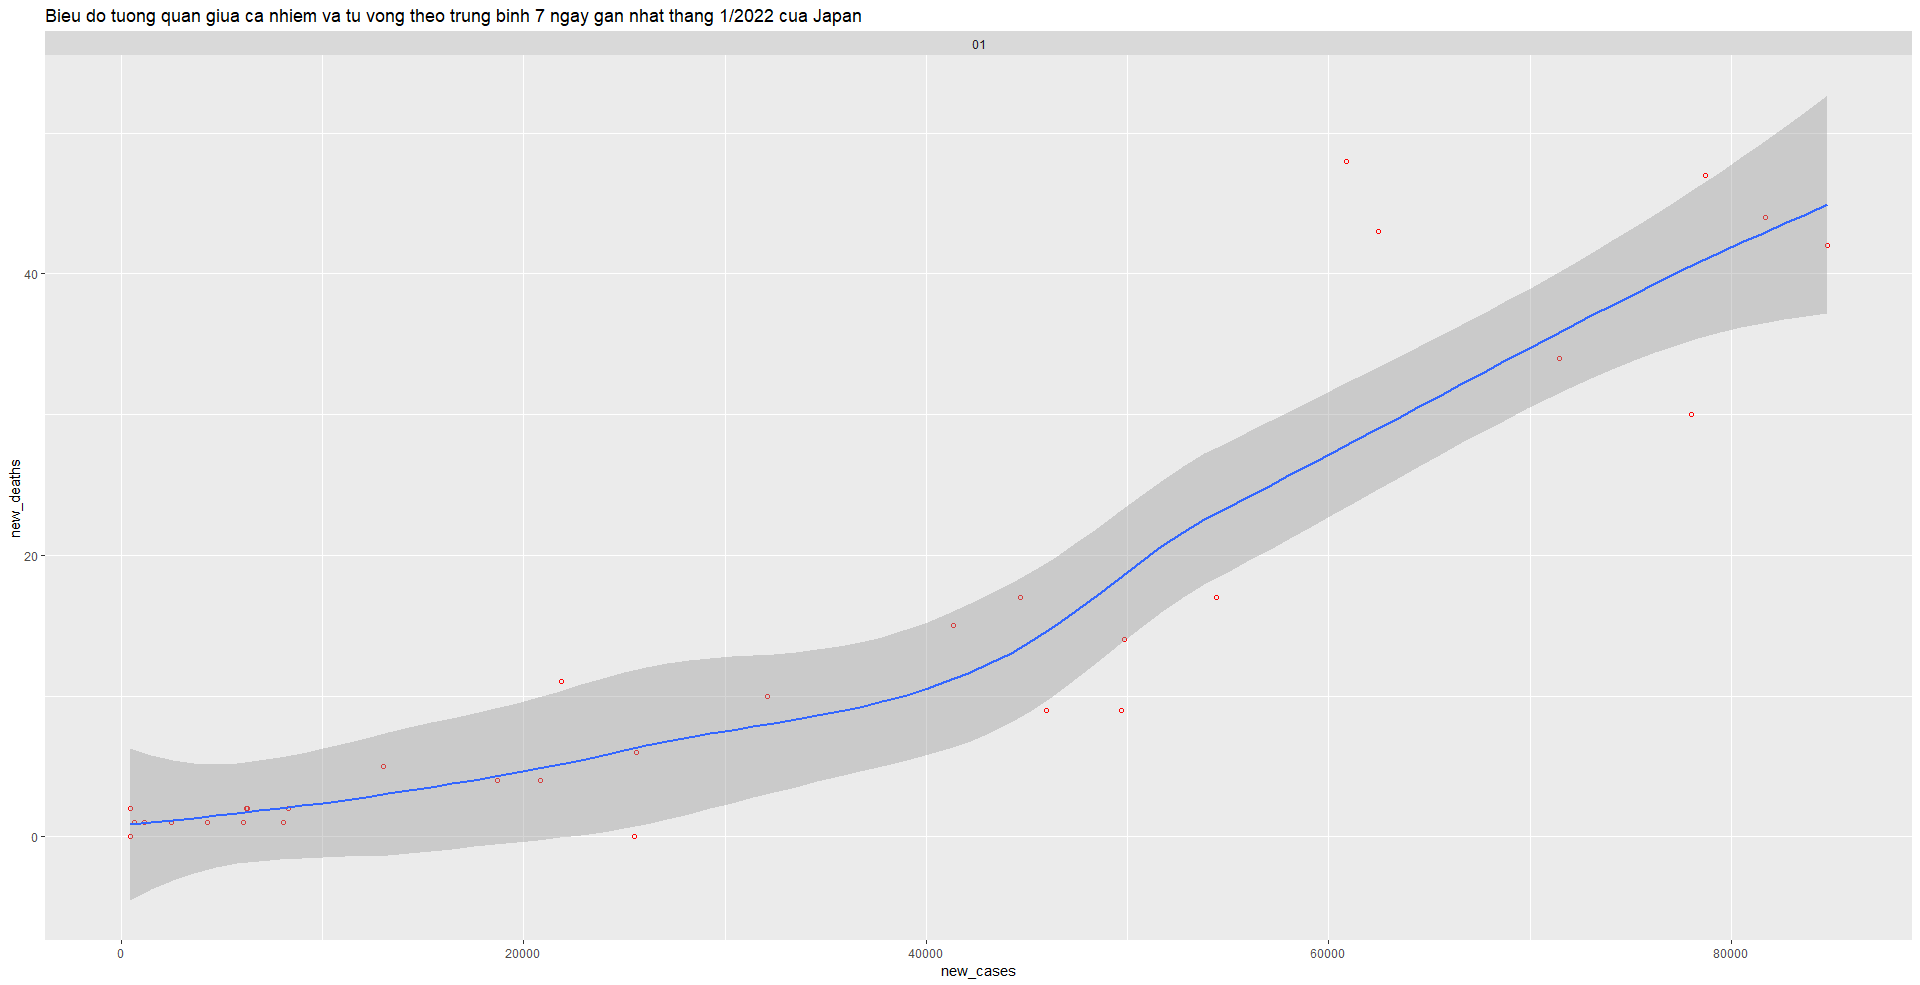 Bieu do tuong quan giua ca nhiem va tu vong theo trung binh 7 ngay gan nhat thang 1/2022 cua Japan
01
new_deaths
40
20
0
0 20000 40000 60000 80000
new_cases